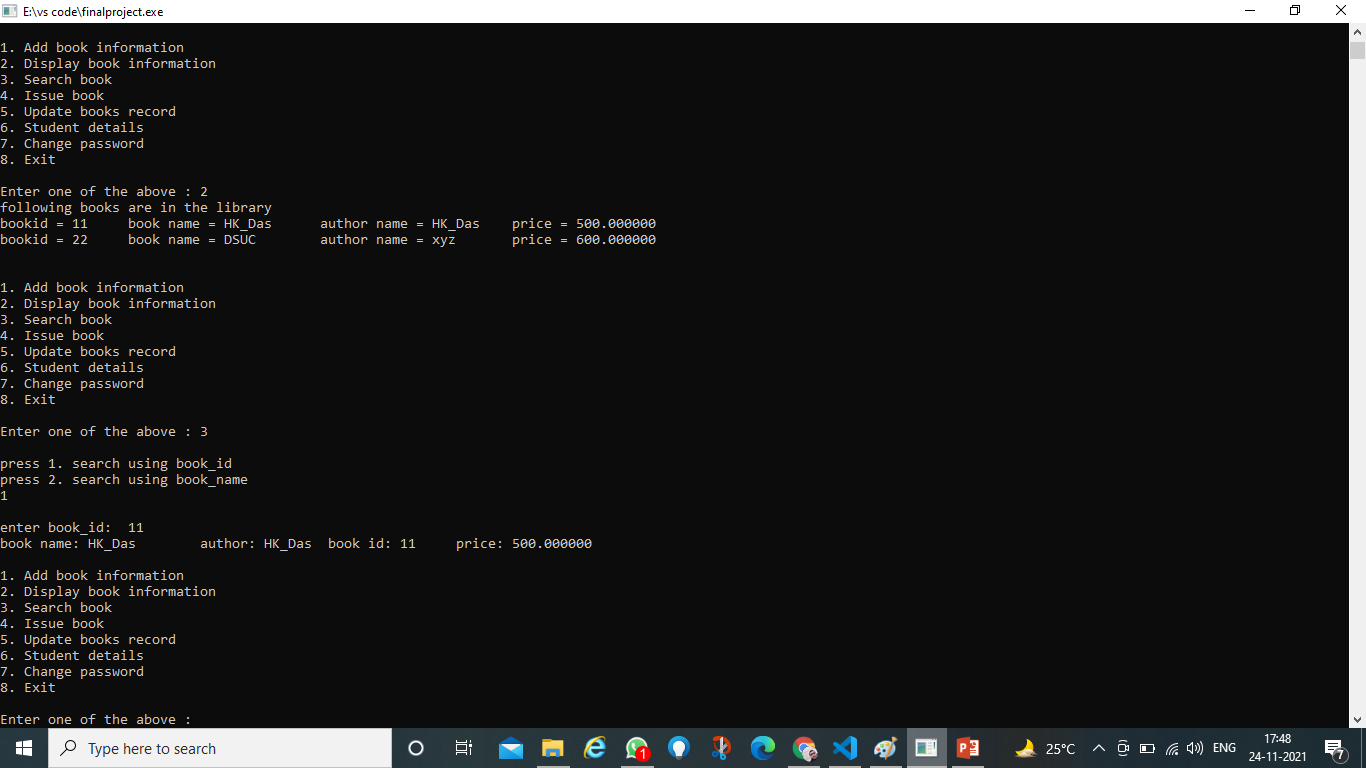 E:\vs code\finalproject.exe
1. Add book information
2. Display book information
3. Search book
4. Issue book
5. Update books record
6. Student details
7. Change password
8. Exit
Enter one of the above : 2
following books are in the library
bookid = 11     book name = HK_Das      author name = HK_Das    price = 500.000000
bookid = 22     book name = DSUC        author name = xyz       price = 600.000000
1. Add book information
2. Display book information
3. Search book
4. Issue book
5. Update books record
6. Student details
7. Change password
8. Exit
Enter one of the above : 3
press 1. search using book_id
press 2. search using book_name
1
enter book_id:  11
book name: HK_Das        author: HK_Das  book id: 11     price: 500.000000
1. Add book information
2. Display book information
3. Search book
4. Issue book
5. Update books record
6. Student details
7. Change password
8. Exit
Enter one of the above :
Type here to search
1
25°C
ENG
17:48
24-11-2021
7